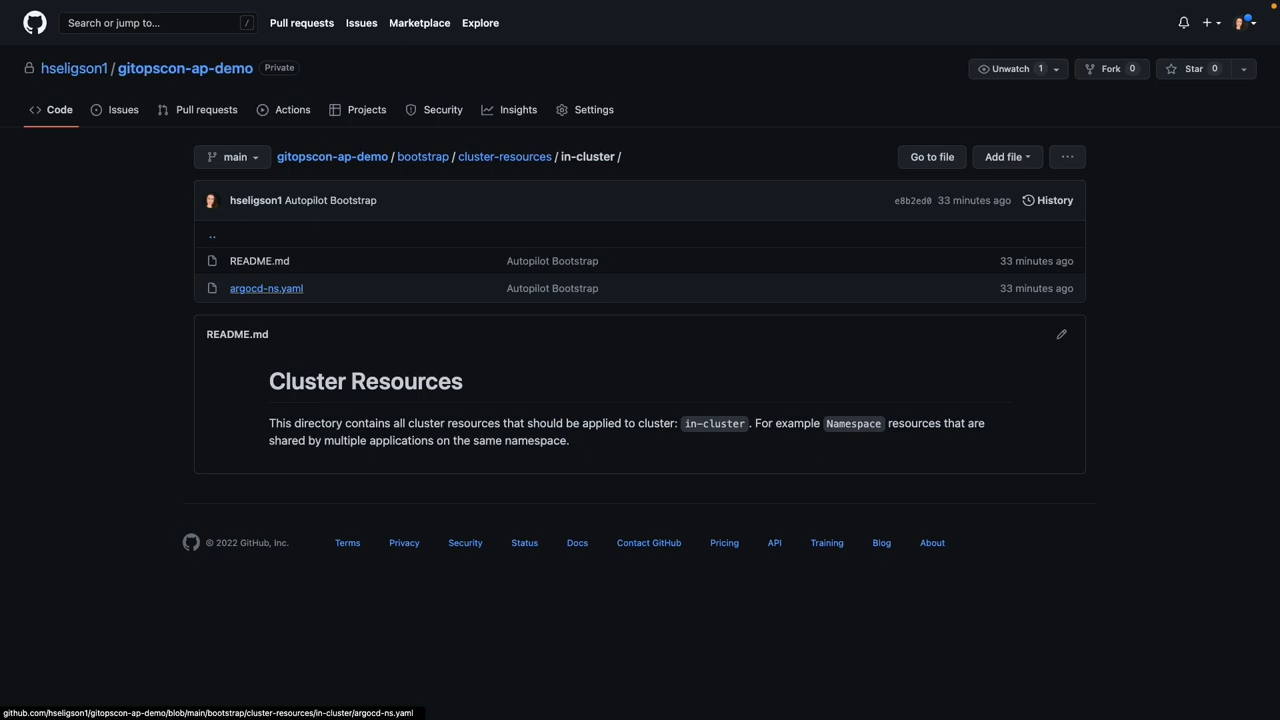 Search or jump to... /
Pull requests Issues Marketplace Explore
hseligson1 / gitopscon-ap-demo Private
Unwatch 1 Fork 0 Star 0
Code Issues Pull requests Actions Projects Security Insights Settings
main gitopscon-ap-demo / bootstrap / cluster-resources / in-cluster /
Go to file Add file ...
hseligson1 Autopilot Bootstrap e8b2ed0 33 minutes ago History
..
README.md Autopilot Bootstrap 33 minutes ago
argocd-ns.yaml Autopilot Bootstrap 33 minutes ago
README.md
Cluster Resources
This directory contains all cluster resources that should be applied to cluster: in-cluster. For example Namespace resources that are
shared by multiple applications on the same namespace.
© 2022 GitHub, Inc. Terms Privacy Security Status Docs Contact GitHub Pricing API Training Blog About
github.com/hseligson1/gitopscon-ap-demo/blob/main/bootstrap/cluster-resources/in-cluster/argocd-ns.yaml